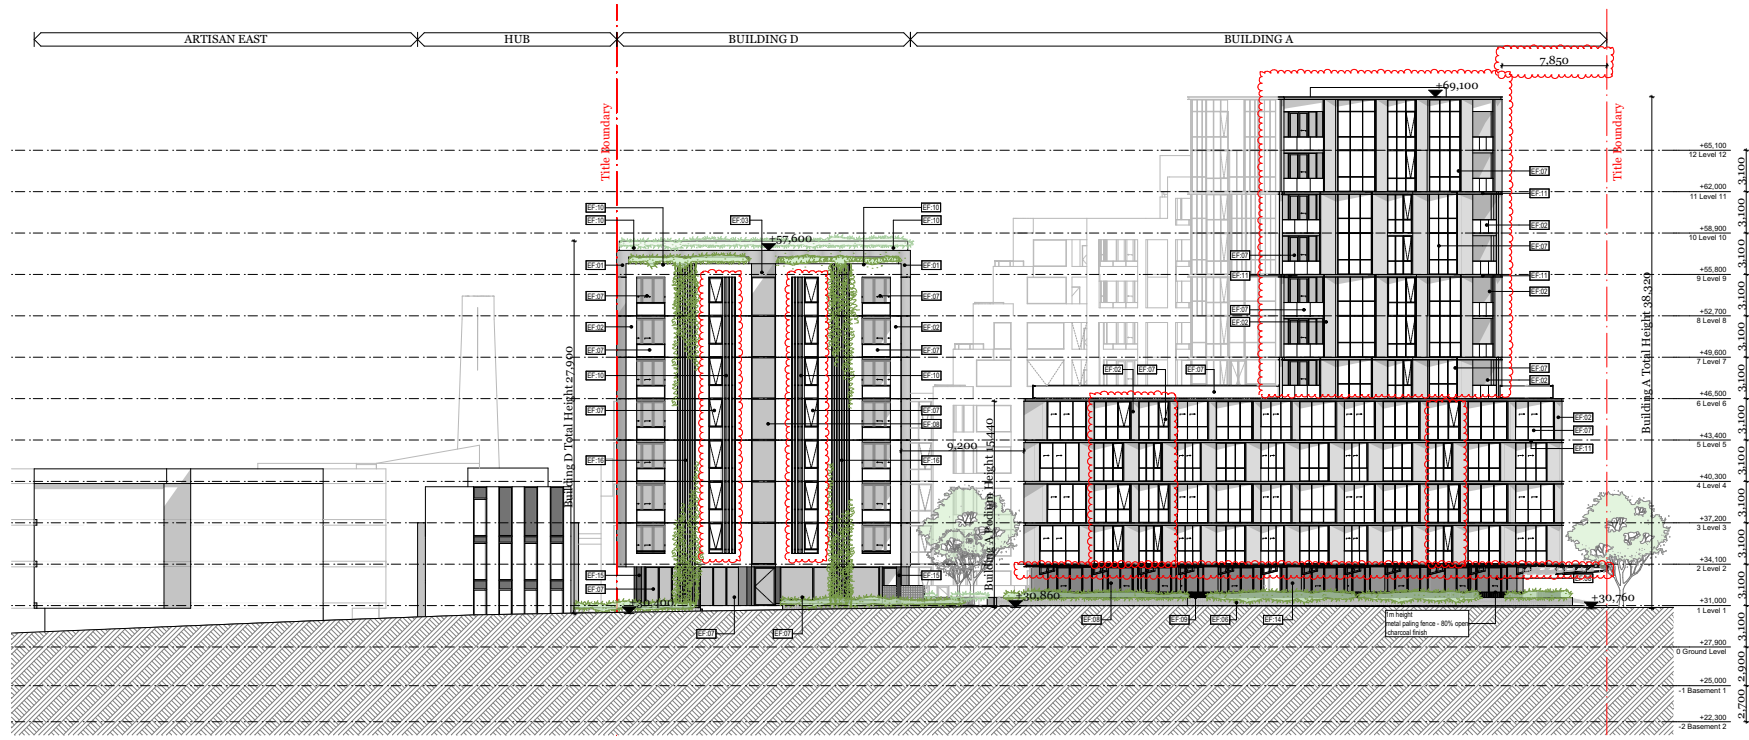 ARTISAN EAST
HUB
BUILDING D
BUILDING A
7,850
Title Boundary
Title Boundary
+69,100
+65,100
12 Level 12
3,100
+62,000
11 Level 11
3,100
+58,900
10 Level 10
3,100
+55,800
9 Level 9
3,100
+52,700
8 Level 8
3,100
+49,600
7 Level 7
3,100
+46,500
6 Level 6
3,100
+43,400
5 Level 5
3,100
+40,300
4 Level 4
3,100
+37,200
3 Level 3
3,100
+34,100
2 Level 2
3,100
+31,000
1 Level 1
3,100
+27,900
0 Ground Level
2,900
+25,000
-1 Basement 1
2,700
+22,300
-2 Basement 2
Building A Total Height 38,320
Building D Total Height 27,900
Building A Podium Height 15,440
9,200
+57,600
+30,400
+30,860
+30,760
EF:10
EF:10
EF:03
EF:10
EF:10
EF:01
EF:01
EF:07
EF:07
EF:02
EF:02
EF:07
EF:07
EF:10
EF:10
EF:07
EF:07
EF:08
EF:16
EF:16
EF:15
EF:15
EF:07
EF:07
EF:07
EF:07
EF:11
EF:02
EF:07
EF:07
EF:11
EF:11
EF:02
EF:07
EF:02
EF:07
EF:02
EF:02
EF:07
EF:07
EF:02
EF:07
EF:11
EF:08
EF:09
EF:06
EF:14
1m height
metal paling fence - 80% open
charcoal finish